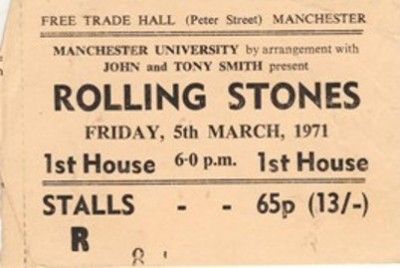 FREE TRADE HALL (Peter Street) MANCHESTER
MANCHESTER UNIVERSITY by arrangement with
JOHN and TONY SMITH present
ROLLING STONES
FRIDAY, 5th MARCH, 1971
1st House 6·0 p.m. 1st House
STALLS - - 65p (13/-)
R
8